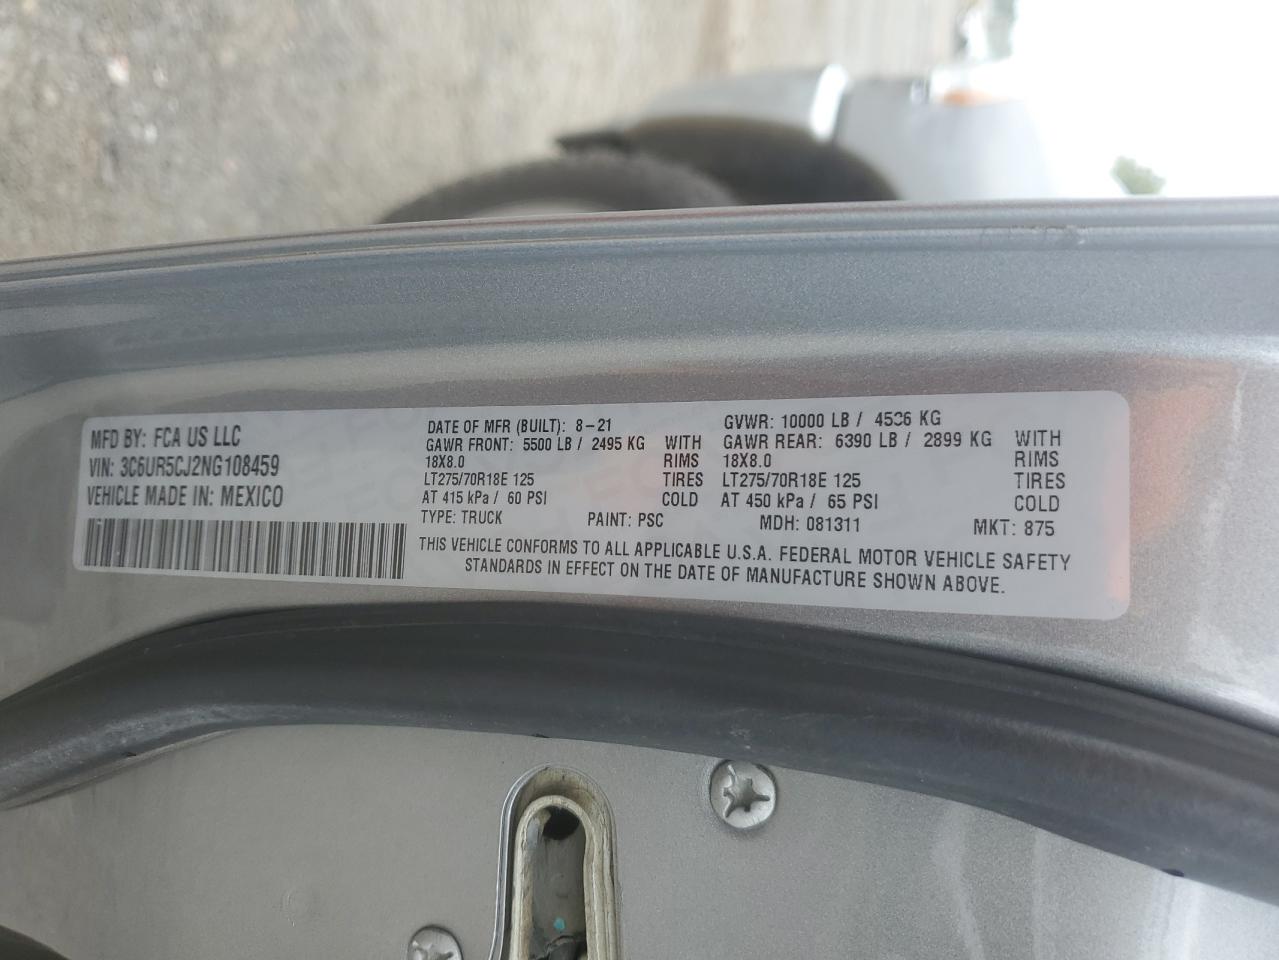 MFD BY: FCA US LLC
VIN: 3C6UR5CJ2NG108459
VEHICLE MADE IN: MEXICO
DATE OF MFR (BUILT): 8-21
GVWR: 10000 LB / 4536 KG
GAWR FRONT: 5500 LB / 2495 KG WITH
18X8.0 RIMS
LT275/70R18E 125 TIRES
AT 415 kPa / 60 PSI COLD
GAWR REAR: 6390 LB / 2899 KG WITH
18X8.0 RIMS
LT275/70R18E 125 TIRES
AT 450 kPa / 65 PSI COLD
TYPE: TRUCK PAINT: PSC MDH: 081311 MKT: 875
THIS VEHICLE CONFORMS TO ALL APPLICABLE U.S.A. FEDERAL MOTOR VEHICLE SAFETY
STANDARDS IN EFFECT ON THE DATE OF MANUFACTURE SHOWN ABOVE.